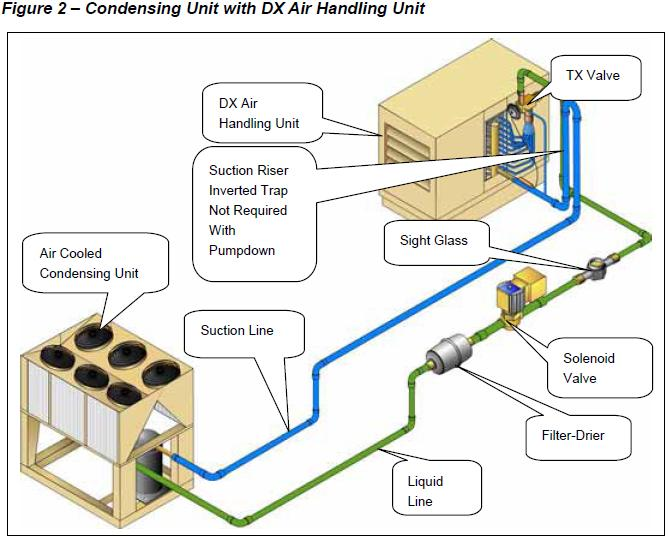 Figure 2 – Condensing Unit with DX Air Handling Unit
TX Valve
DX Air
Handling Unit
Suction Riser
Inverted Trap
Not Required
With
Pumpdown
Sight Glass
Air Cooled
Condensing Unit
Suction Line
Solenoid
Valve
Filter-Drier
Liquid
Line